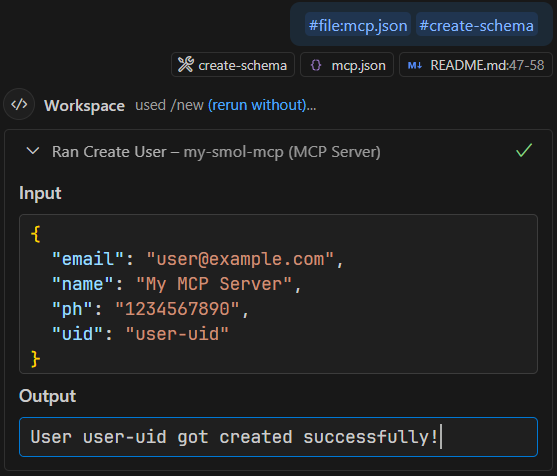 #file:mcp.json #create-schema
create-schema mcp.json README.md:47-58
Workspace used /new (rerun without)...
Ran Create User – my-smol-mcp (MCP Server)
Input
{
"email": "user@example.com",
"name": "My MCP Server",
"ph": "1234567890",
"uid": "user-uid"
}
Output
User user-uid got created successfully!